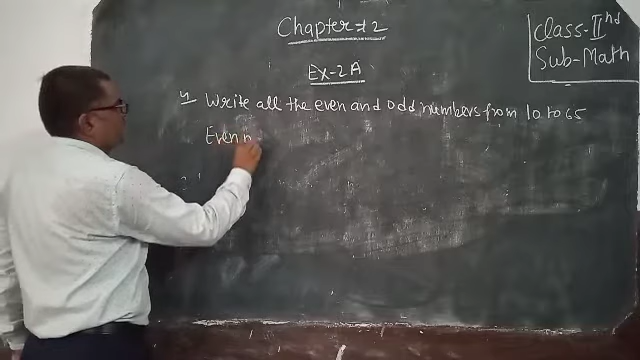 Chapter-2
Class-IIhd
Sub-Math
Ex-2A
1 Write all the even and odd numbers from 10 to 65
Even n